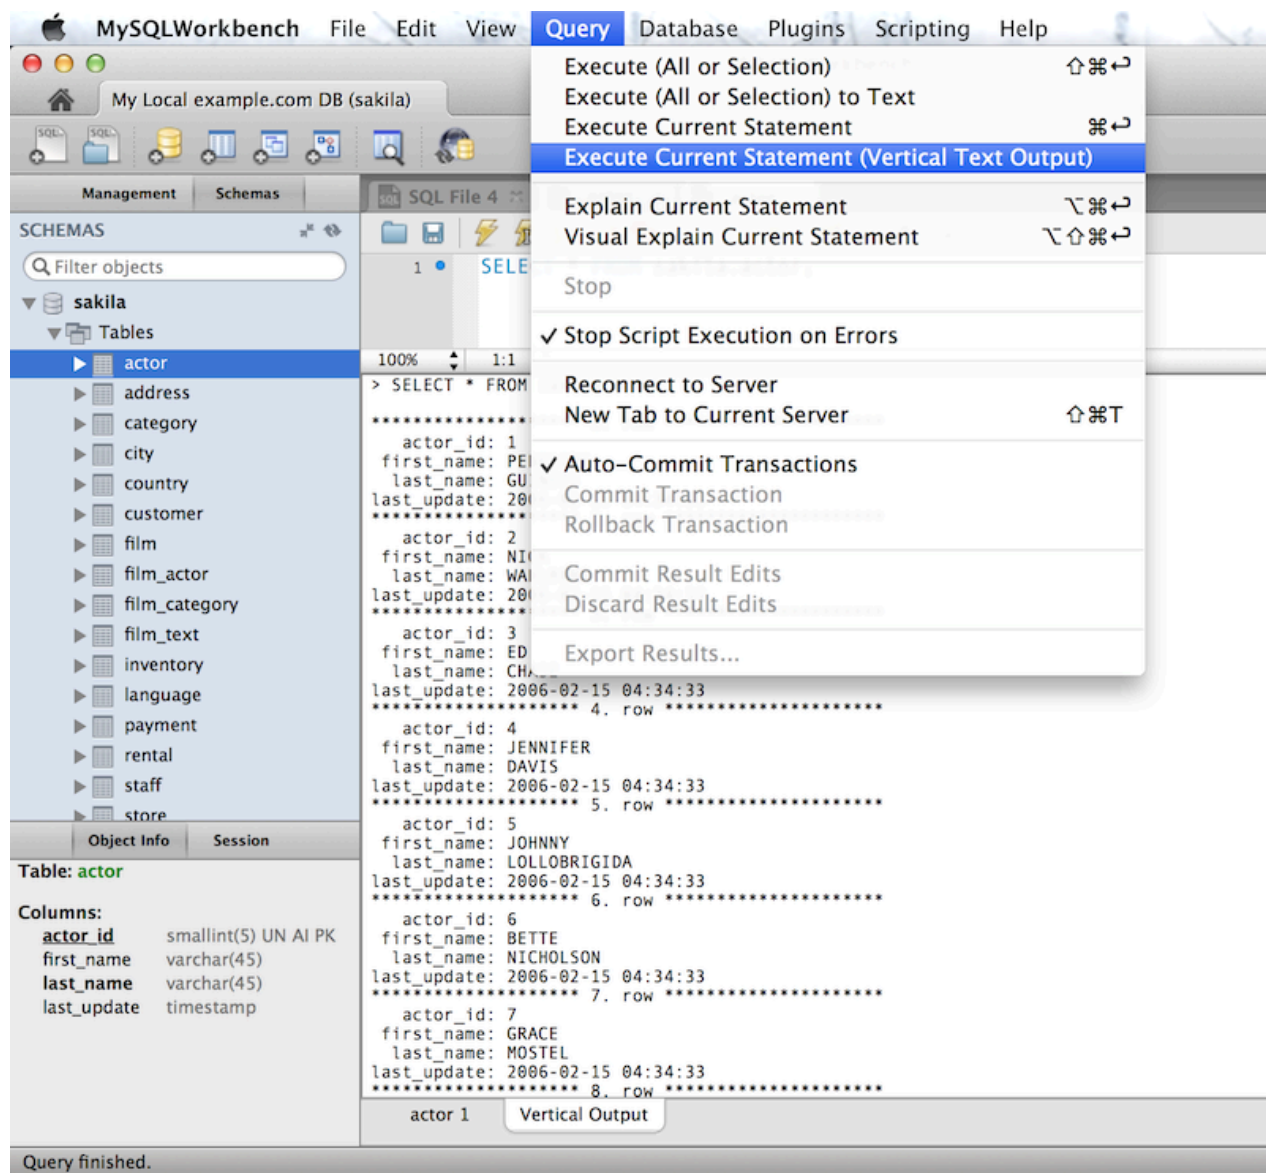 MySQLWorkbench File Edit View Query Database Plugins Scripting Help
My Local example.com DB (sakila)
Management Schemas
SCHEMAS
Filter objects
sakila
Tables
actor
address
category
city
country
customer
film
film_actor
film_category
film_text
inventory
language
payment
rental
staff
store
Object Info Session
Table: actor
Columns:
actor_id smallint(5) UN AI PK
first_name varchar(45)
last_name varchar(45)
last_update timestamp
Execute (All or Selection) ⇧⌘↩
Execute (All or Selection) to Text
Execute Current Statement ⌘↩
Execute Current Statement (Vertical Text Output)
Explain Current Statement ⌥⌘↩
Visual Explain Current Statement ⌥⇧⌘↩
Stop
✓ Stop Script Execution on Errors
Reconnect to Server
New Tab to Current Server ⇧⌘T
✓ Auto-Commit Transactions
Commit Transaction
Rollback Transaction
Commit Result Edits
Discard Result Edits
Export Results...
SQL File 4
1 SELE
100% 1:1
> SELECT * FROM
*****************
actor_id: 1
first_name: PE
last_name: GU
last_update: 20
*****************
actor_id: 2
first_name: NI
last_name: WA
last_update: 20
*****************
actor_id: 3
first_name: ED
last_name: CH
last_update: 2006-02-15 04:34:33
******************** 4. row *********************
actor_id: 4
first_name: JENNIFER
last_name: DAVIS
last_update: 2006-02-15 04:34:33
******************** 5. row *********************
actor_id: 5
first_name: JOHNNY
last_name: LOLLOBRIGIDA
last_update: 2006-02-15 04:34:33
******************** 6. row *********************
actor_id: 6
first_name: BETTE
last_name: NICHOLSON
last_update: 2006-02-15 04:34:33
******************** 7. row *********************
actor_id: 7
first_name: GRACE
last_name: MOSTEL
last_update: 2006-02-15 04:34:33
******************** 8. row *********************
actor 1 Vertical Output
Query finished.